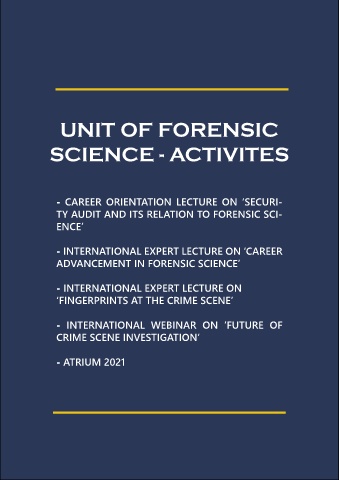 UNIT OF FORENSIC
SCIENCE - ACTIVITES
- CAREER ORIENTATION LECTURE ON ‘SECURI-
TY AUDIT AND ITS RELATION TO FORENSIC SCI-
ENCE’
- INTERNATIONAL EXPERT LECTURE ON ‘CAREER
ADVANCEMENT IN FORENSIC SCIENCE’
- INTERNATIONAL EXPERT LECTURE ON
‘FINGERPRINTS AT THE CRIME SCENE’
- INTERNATIONAL WEBINAR ON ‘FUTURE OF
CRIME SCENE INVESTIGATION’
- ATRIUM 2021